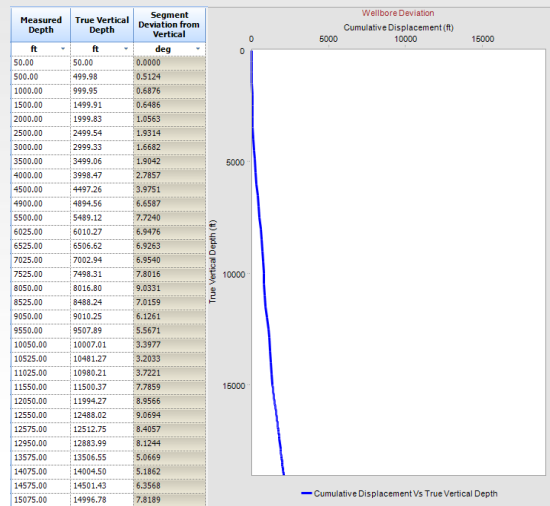 Measured Depth True Vertical Depth Segment Deviation from Vertical
ft ft deg
50.00 50.00 0.0000
500.00 499.98 0.5124
1000.00 999.95 0.6876
1500.00 1499.91 0.6486
2000.00 1999.83 1.0563
2500.00 2499.54 1.9314
3000.00 2999.33 1.6682
3500.00 3499.06 1.9042
4000.00 3998.47 2.7857
4500.00 4497.26 3.9751
4900.00 4894.56 6.6587
5500.00 5489.12 7.7240
6025.00 6010.27 6.9476
6525.00 6506.62 6.9263
7025.00 7002.94 6.9540
7525.00 7498.31 7.8016
8050.00 8016.80 9.0331
8525.00 8488.24 7.0159
9050.00 9010.25 6.1261
9550.00 9507.89 5.5671
10050.00 10007.01 3.3977
10525.00 10481.27 3.2033
11025.00 10980.21 3.7221
11550.00 11500.37 7.7859
12050.00 11994.27 8.9566
12550.00 12488.02 9.0694
12575.00 12512.75 8.4057
12950.00 12883.99 8.1244
13575.00 13506.55 5.0669
14075.00 14004.50 5.1862
14575.00 14501.43 6.3568
15075.00 14996.78 7.8189
Wellbore Deviation
Cumulative Displacement (ft)
0 5000 10000 15000
0
5000
10000
15000
True Vertical Depth (ft)
Cumulative Displacement Vs True Vertical Depth